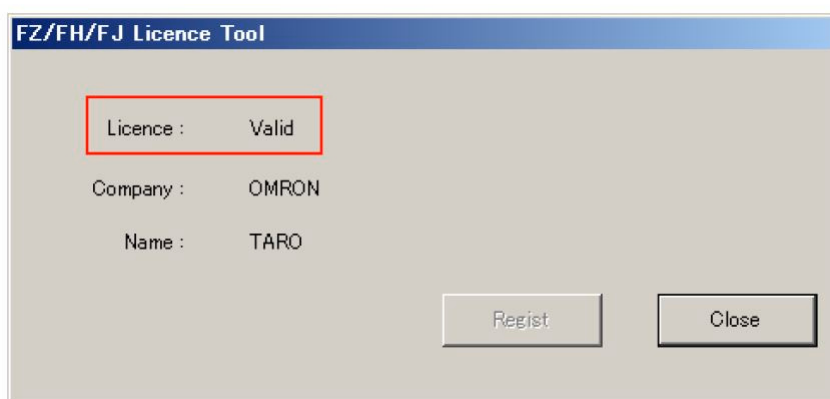 FZ/FH/FJ Licence Tool
Licence : Valid
Company : OMRON
Name : TARO
Regist Close